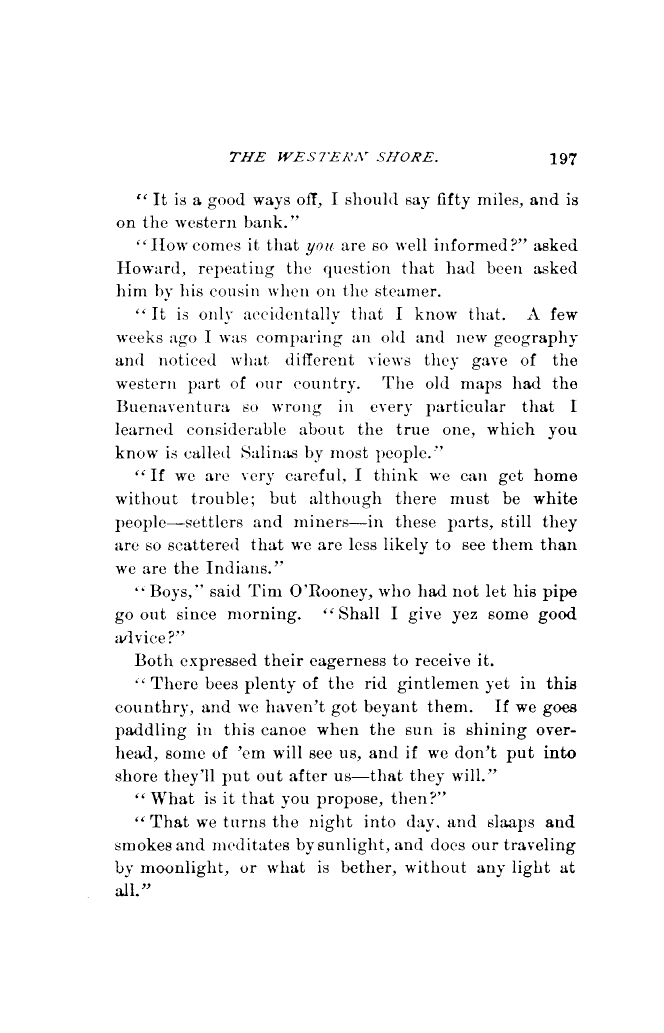 THE WESTERN SHORE. 197
“It is a good ways off, I should say fifty miles, and is
on the western bank.”
“How comes it that you are so well informed?” asked
Howard, repeating the question that had been asked
him by his cousin when on the steamer.
“It is only accidentally that I know that. A few
weeks ago I was comparing an old and new geography
and noticed what different views they gave of the
western part of our country. The old maps had the
Buenaventura so wrong in every particular that I
learned considerable about the true one, which you
know is called Salinas by most people.”
“If we are very careful, I think we can get home
without trouble; but although there must be white
people—settlers and miners—in these parts, still they
are so scattered that we are less likely to see them than
we are the Indians.”
“Boys,” said Tim O’Rooney, who had not let his pipe
go out since morning. “Shall I give yez some good
advice?”
Both expressed their eagerness to receive it.
“There bees plenty of the rid gintlemen yet in this
counthry, and we haven’t got beyant them. If we goes
paddling in this canoe when the sun is shining over-
head, some of ’em will see us, and if we don’t put into
shore they’ll put out after us—that they will.”
“What is it that you propose, then?”
“That we turns the night into day, and slaaps and
smokes and meditates by sunlight, and does our traveling
by moonlight, or what is bether, without any light at
all.”